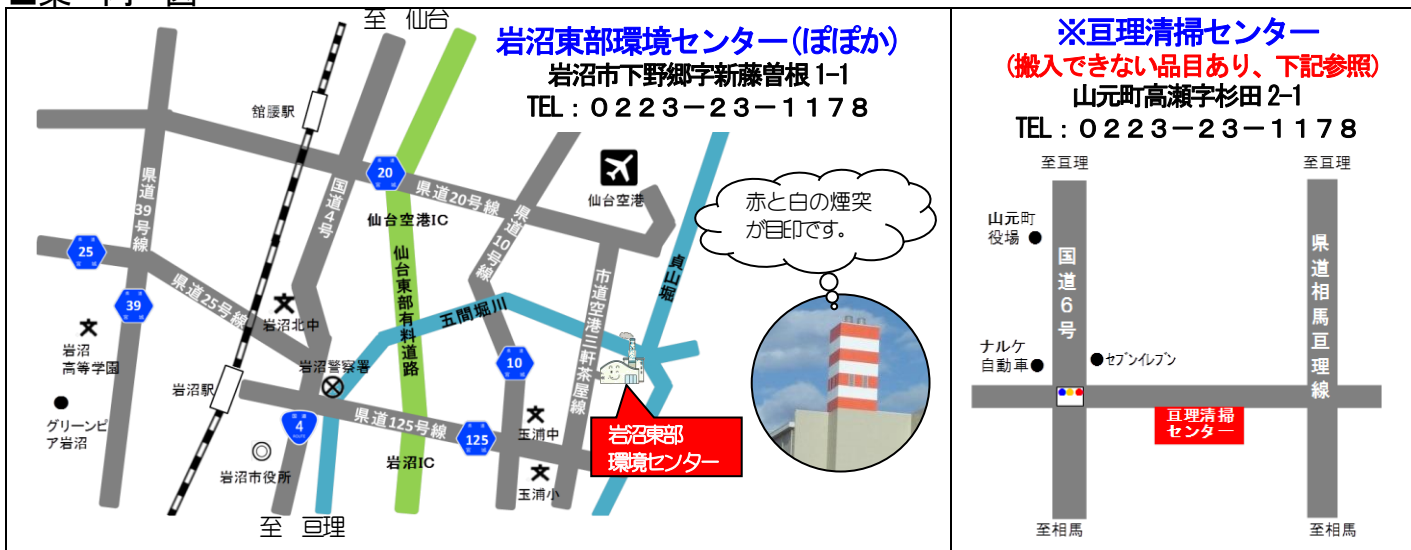 ■案　内　図
至　仙台
岩沼東部環境センター(ぽぽか)
岩沼市下野郷字新藤曽根1-1
TEL：０２２３－２３－１１７８
館腰駅
県道39号線
国道4号
20
県道20号線
仙台空港IC
県道10号線
仙台空港
赤と白の煙突
が目印です。
25
39
県道25号線
仙台東部有料道路
市道空港三軒茶屋線
貞山堀
五間堀川
岩沼北中
岩沼
高等学園
岩沼警察署
10
岩沼駅
グリーンピ
ア岩沼
4
県道125号線
125
玉浦中
岩沼東部
環境センター
岩沼市役所
岩沼IC
玉浦小
至　亘理
※亘理清掃センター
(搬入できない品目あり、下記参照)
山元町高瀬字杉田2-1
TEL：０２２３－２３－１１７８
至亘理
至亘理
山元町
役場
国道6号
県道相馬亘理線
ナルケ
自動車
セブンイレブン
亘理清掃
センター
至相馬
至相馬